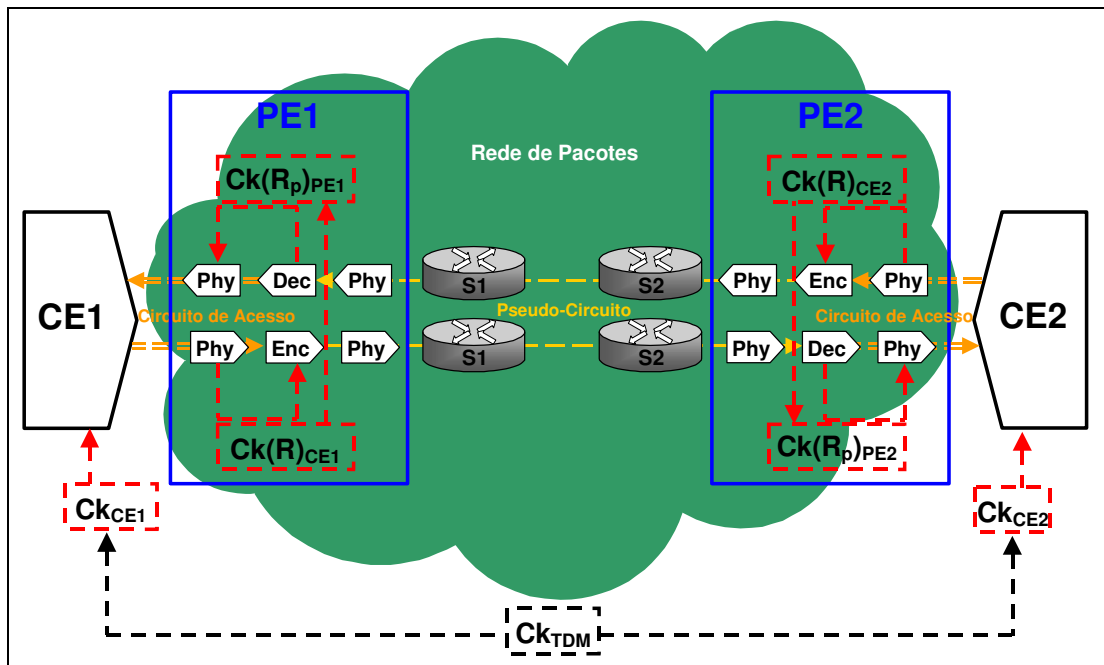 PE1
PE2
Rede de Pacotes
Ck(Rp)PE1
Ck(R)CE2
CE1
Phy
Dec
Phy
S1
S2
Phy
Enc
Phy
CE2
Circuito de Acesso
Pseudo-Circuito
Circuito de Acesso
Phy
Enc
Phy
S1
S2
Phy
Dec
Phy
Ck(R)CE1
Ck(Rp)PE2
CkCE1
CkCE2
CkTDM